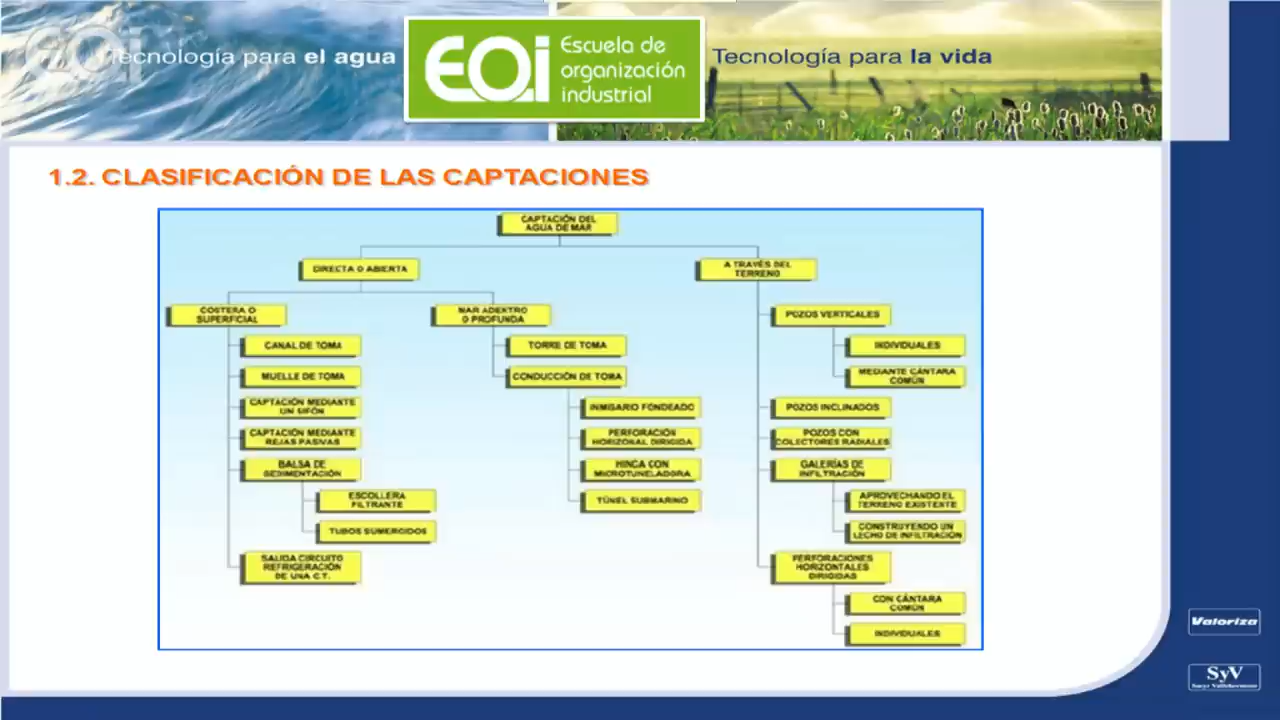 Tecnología para el agua
EOi
Escuela de
organización
industrial
Tecnología para la vida
1.2. CLASIFICACIÓN DE LAS CAPTACIONES
CAPTACIÓN DEL
AGUA DE MAR
DIRECTA O ABIERTA
COSTERA O
SUPERFICIAL
CANAL DE TOMA
MUELLE DE TOMA
CAPTACIÓN MEDIANTE
UN SIFÓN
CAPTACIÓN MEDIANTE
REJAS PASIVAS
BALSA DE
SEDIMENTACIÓN
ESCOLLERA
FILTRANTE
TUBOS SUMERGIDOS
SALIDA CIRCUITO
REFRIGERACIÓN
DE UNA C.T.
MAR ADENTRO
O PROFUNDA
TORRE DE TOMA
CONDUCCIÓN DE TOMA
INMISARIO FONDEADO
PERFORACIÓN
HORIZONAL DIRIGIDA
HINCA CON
MICROTUNELADORA
TÚNEL SUBMARINO
A TRAVÉS DEL
TERRENO
POZOS VERTICALES
INDIVIDUALES
MEDIANTE CÁNTARA
COMÚN
POZOS INCLINADOS
POZOS CON
COLECTORES RADIALES
GALERÍAS DE
INFILTRACIÓN
APROVECHANDO EL
TERRENO EXISTENTE
CONSTRUYENDO UN
LECHO DE INFILTRACIÓN
PERFORACIONES
HORIZONTALES
DIRIGIDAS
CON CÁNTARA
COMÚN
INDIVIDUALES
Valoriza
SyV
Sacyr Vallehermoso